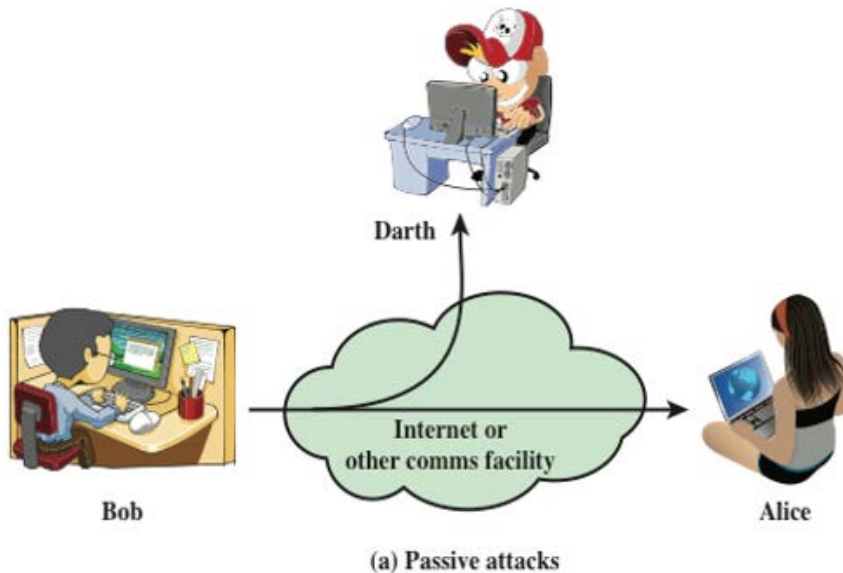 Darth
Internet or
other comms facility
Bob
Alice
(a) Passive attacks